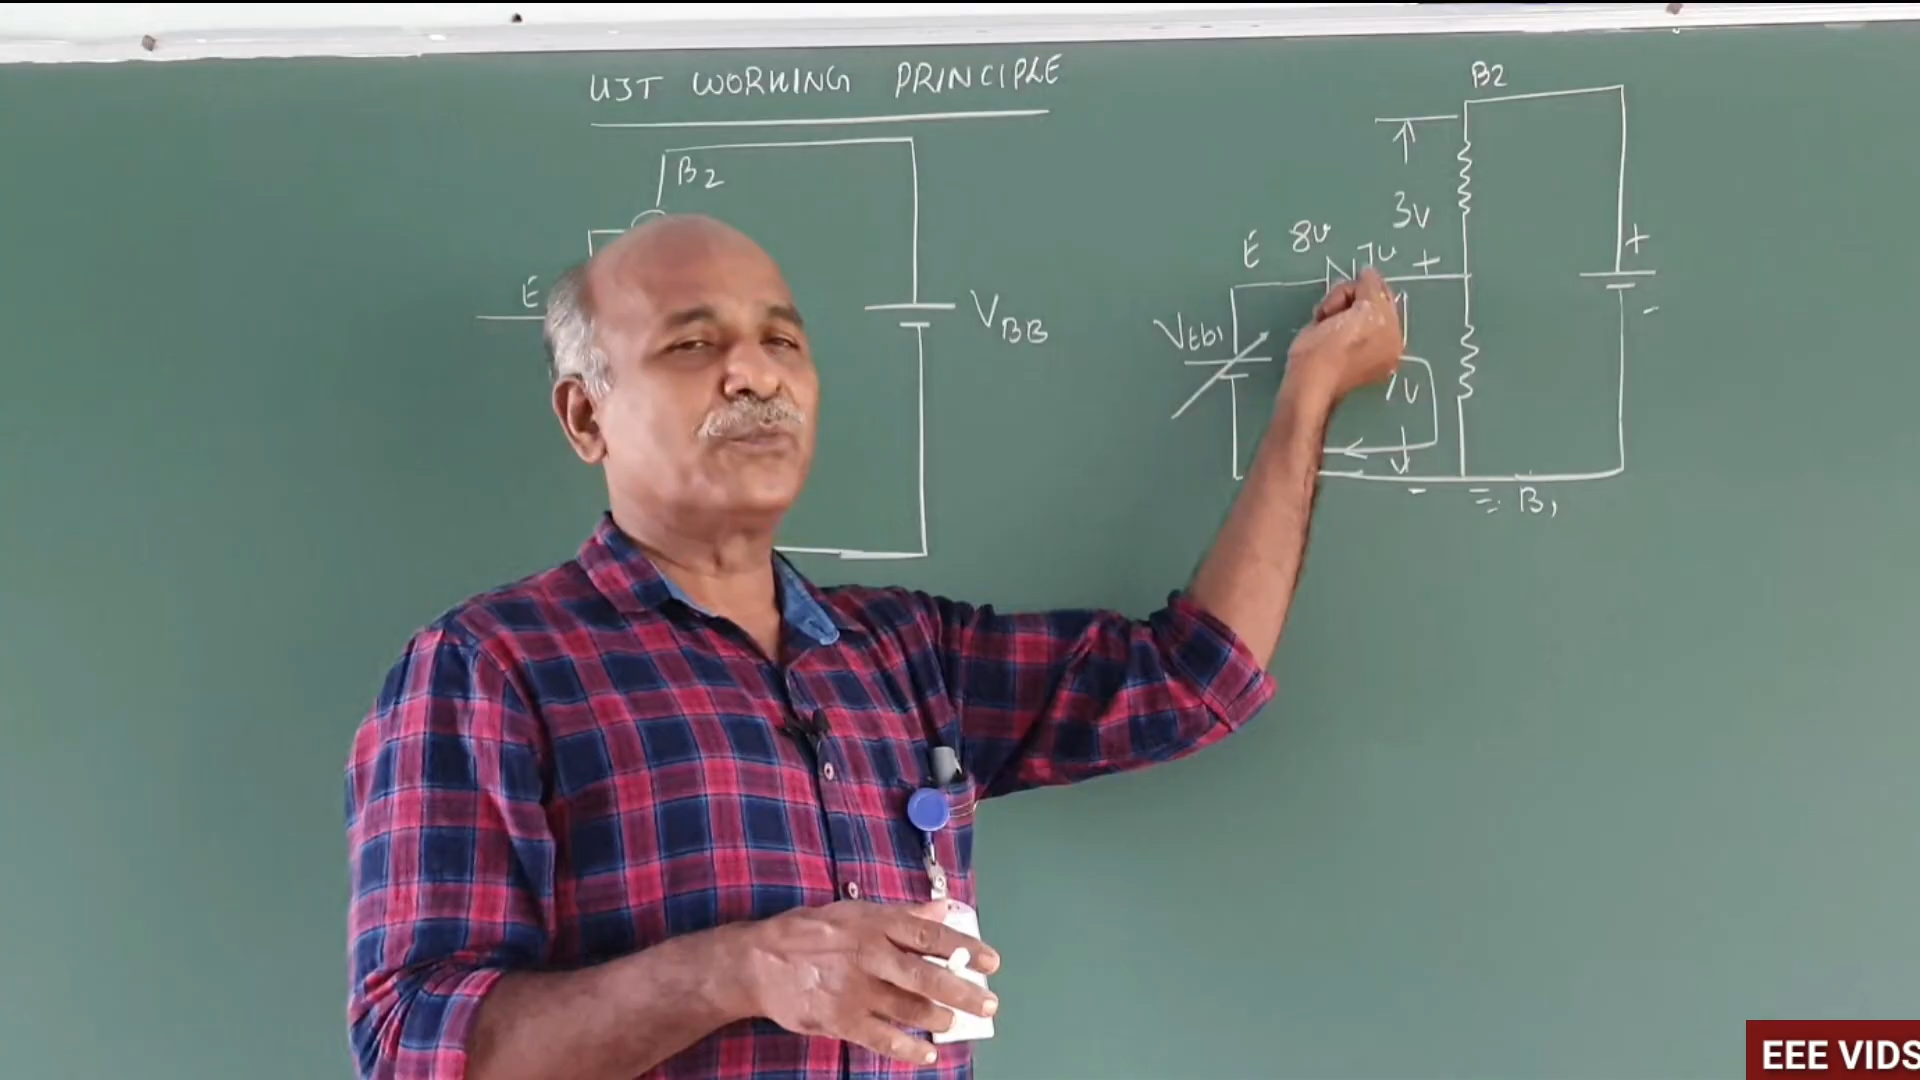 UJT WORKING PRINCIPLE
B2
E
VBB
B2
3v
E 8v 7v +
VEb1
7v
+
-
-
B1
EEE VIDS